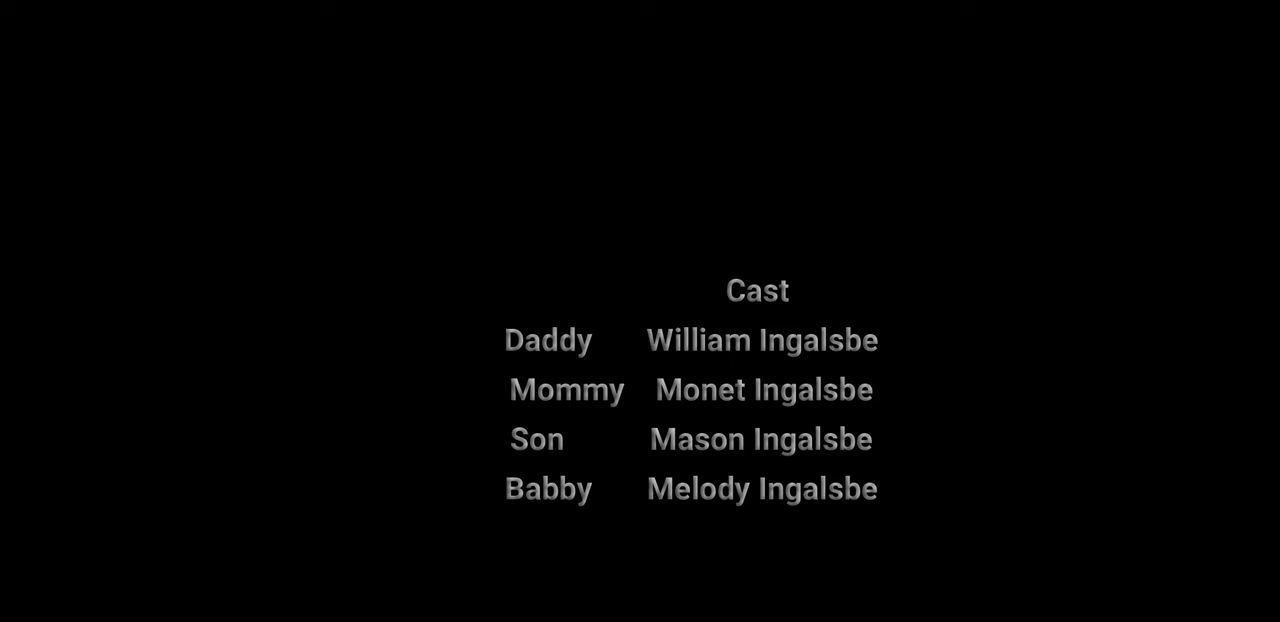 Cast
Daddy William Ingalsbe
Mommy Monet Ingalsbe
Son Mason Ingalsbe
Babby Melody Ingalsbe